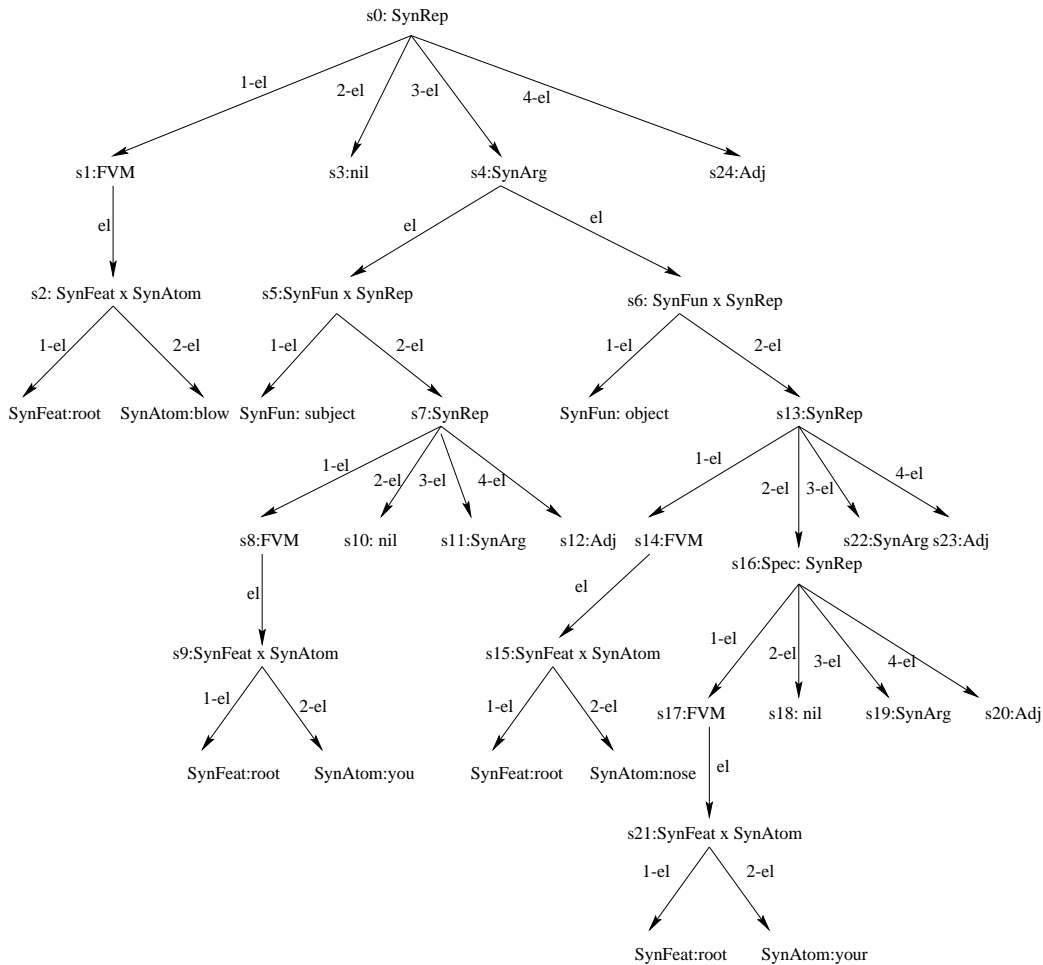 s0: SynRep
1-el 2-el 3-el 4-el
s1:FVM s3:nil s4:SynArg s24:Adj
el el el
s2: SynFeat x SynAtom s5:SynFun x SynRep s6: SynFun x SynRep
1-el 2-el 1-el 2-el 1-el 2-el
SynFeat:root SynAtom:blow SynFun: subject s7:SynRep SynFun: object s13:SynRep
1-el 2-el 3-el 4-el 1-el 2-el 3-el 4-el
s8:FVM s10: nil s11:SynArg s12:Adj s14:FVM s22:SynArg s23:Adj
s16:Spec: SynRep
el el
1-el 2-el 3-el 4-el
s9:SynFeat x SynAtom s15:SynFeat x SynAtom
1-el 2-el 1-el 2-el
s17:FVM s18: nil s19:SynArg s20:Adj
SynFeat:root SynAtom:you SynFeat:root SynAtom:nose
el
s21:SynFeat x SynAtom
1-el 2-el
SynFeat:root SynAtom:your